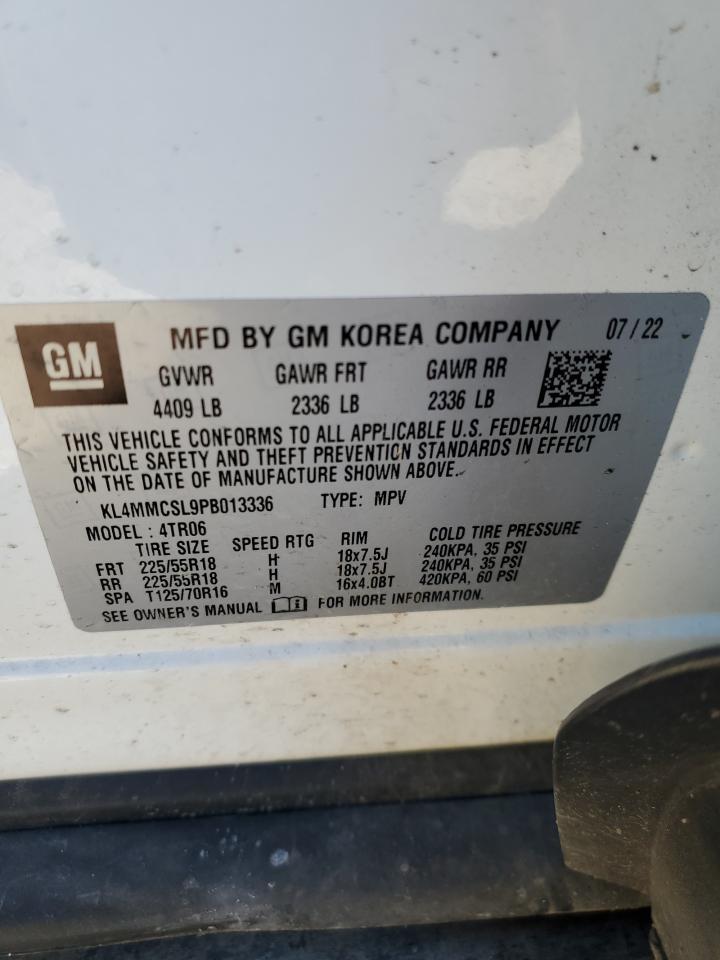 GM MFD BY GM KOREA COMPANY 07/22
GVWR GAWR FRT GAWR RR
4409 LB 2336 LB 2336 LB
THIS VEHICLE CONFORMS TO ALL APPLICABLE U.S. FEDERAL MOTOR
VEHICLE SAFETY AND THEFT PREVENTION STANDARDS IN EFFECT
ON THE DATE OF MANUFACTURE SHOWN ABOVE.
KL4MMCSL9PB013336 TYPE: MPV
MODEL : 4TR06
TIRE SIZE SPEED RTG RIM COLD TIRE PRESSURE
FRT 225/55R18 H 18x7.5J 240KPA, 35 PSI
RR 225/55R18 H 18x7.5J 240KPA, 35 PSI
SPA T125/70R16 M 16x4.0BT 420KPA, 60 PSI
SEE OWNER'S MANUAL FOR MORE INFORMATION.